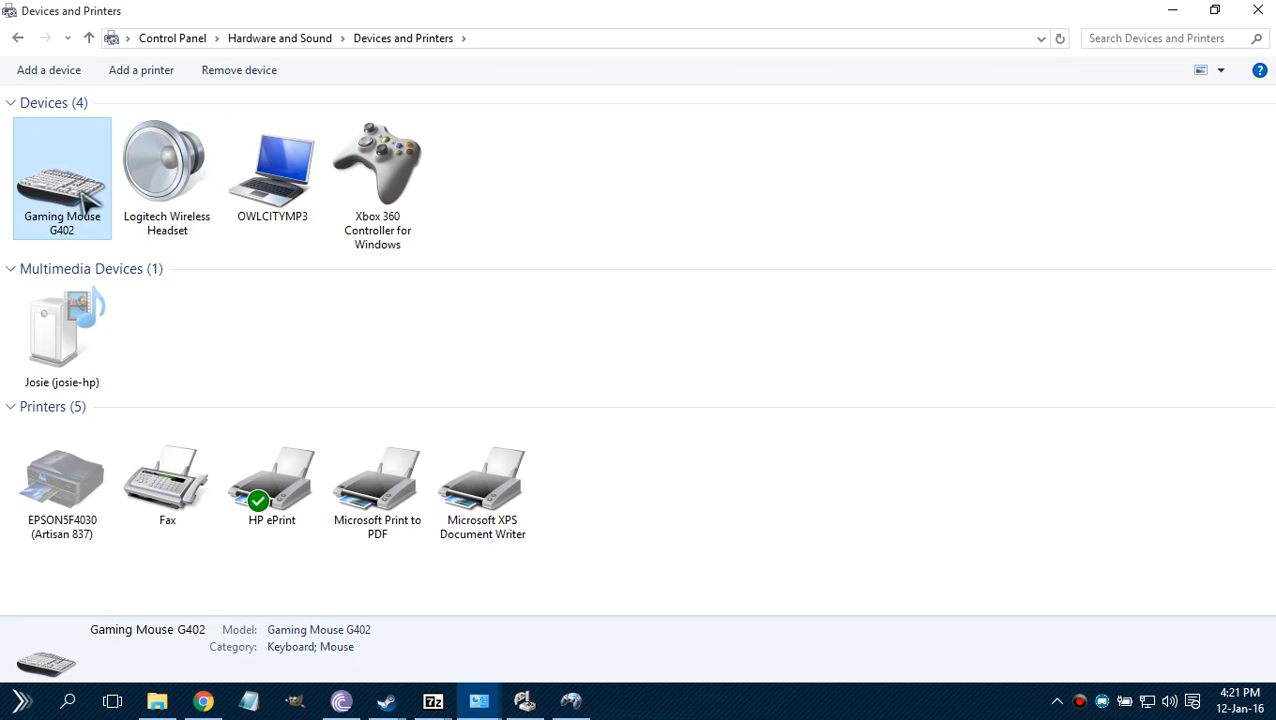 Devices and Printers
Control Panel
Hardware and Sound
Devices and Printers
Search Devices and Printers
Add a device
Add a printer
Remove device
Devices (4)
Gaming Mouse
G402
Logitech Wireless
Headset
OWLCITYMP3
Xbox 360
Controller for
Windows
Multimedia Devices (1)
Josie (josie-hp)
Printers (5)
EPSON5F4030
(Artisan 837)
Fax
HP ePrint
Microsoft Print to
PDF
Microsoft XPS
Document Writer
Gaming Mouse G402
Model: Gaming Mouse G402
Category: Keyboard; Mouse
7z
4:21 PM
12-Jan-16